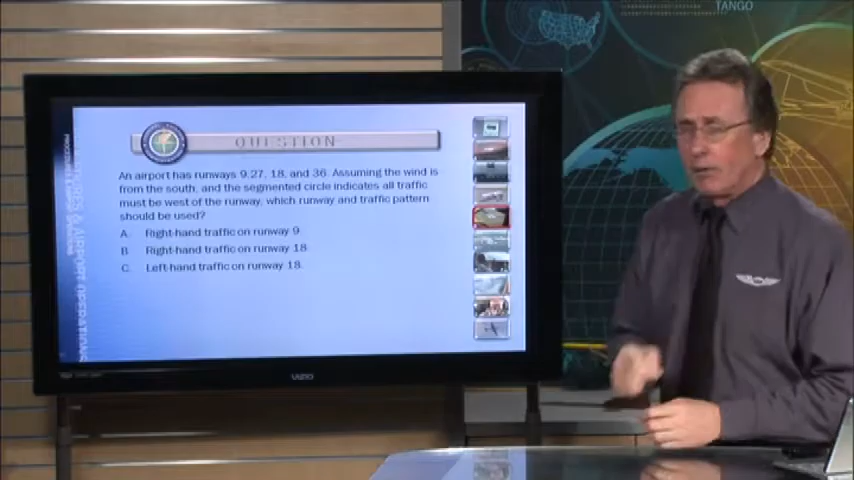 TANGO
QUESTION
An airport has runways 9,27, 18, and 36. Assuming the wind is
from the south, and the segmented circle indicates all traffic
must be west of the runway, which runway and traffic pattern
should be used?
A. Right-hand traffic on runway 9.
B. Right-hand traffic on runway 18.
C. Left-hand traffic on runway 18.
AIRPORT OPERATIONS
VIZIO